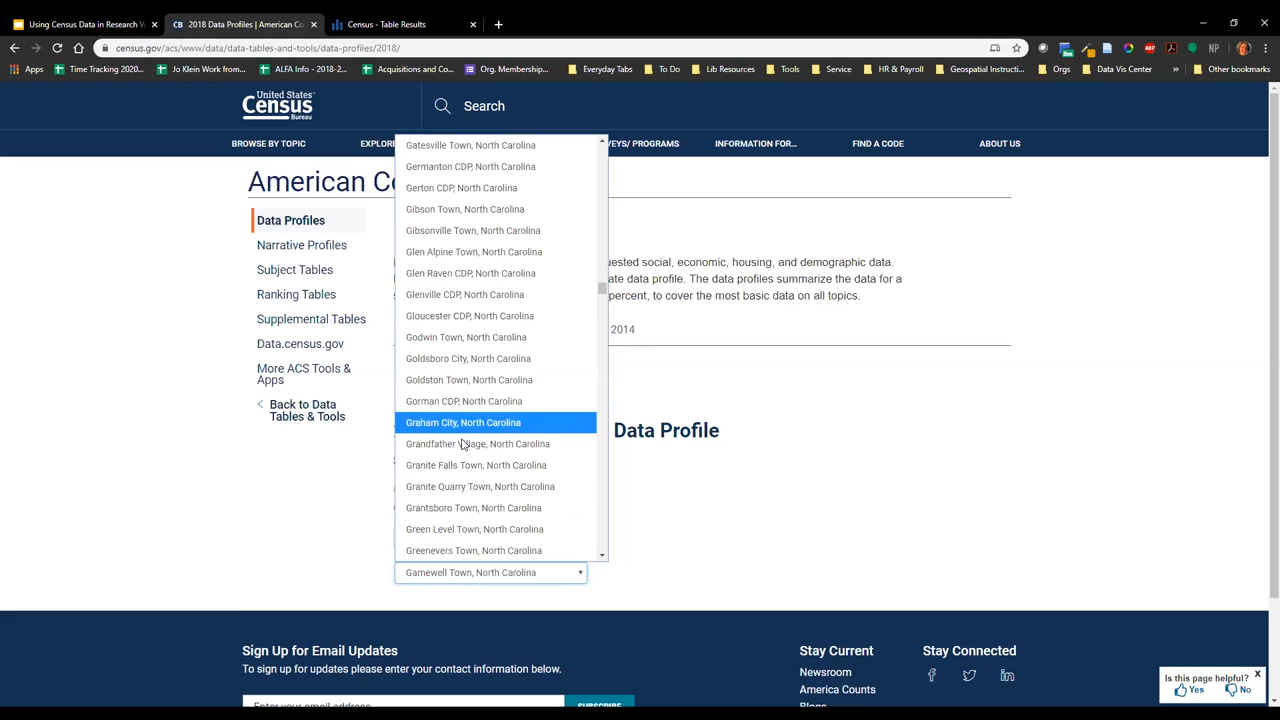 Using Census Data in Research W
2018 Data Profiles | American Co
Census - Table Results
census.gov/acs/www/data/data-tables-and-tools/data-profiles/2018/
Apps
Time Tracking 2020...
Jo Klein Work from...
ALFA Info - 2018-2...
Acquisitions and Co...
Org. Membership...
Everyday Tabs
To Do
Lib Resources
Tools
Service
HR & Payroll
Geospatial Instructi...
Orgs
Data Vis Center
»
Other bookmarks
United States®
Census
Bureau
Search
BROWSE BY TOPIC
EXPLOR
VEYS/ PROGRAMS
INFORMATION FOR...
FIND A CODE
ABOUT US
American Co
Data Profiles
Narrative Profiles
Subject Tables
Ranking Tables
Supplemental Tables
Data.census.gov
More ACS Tools &
Apps
Back to Data
Tables & Tools
Gatesville Town, North Carolina
Germanton CDP, North Carolina
Gerton CDP, North Carolina
Gibson Town, North Carolina
Gibsonville Town, North Carolina
Glen Alpine Town, North Carolina
Glen Raven CDP, North Carolina
Glenville CDP, North Carolina
Gloucester CDP, North Carolina
Godwin Town, North Carolina
Goldsboro City, North Carolina
Goldston Town, North Carolina
Gorman CDP, North Carolina
Graham City, North Carolina
Grandfather Village, North Carolina
Granite Falls Town, North Carolina
Granite Quarry Town, North Carolina
Grantsboro Town, North Carolina
Green Level Town, North Carolina
Greenevers Town, North Carolina
Gamewell Town, North Carolina
uested social, economic, housing, and demographic data.
ate data profile. The data profiles summarize the data for a
percent, to cover the most basic data on all topics.
2014
Data Profile
Sign Up for Email Updates
To sign up for updates please enter your contact information below.
Enter your email address
SUBSCRIBE
Stay Current
Newsroom
America Counts
Blogs
Stay Connected
Is this page helpful?
X
Yes
No